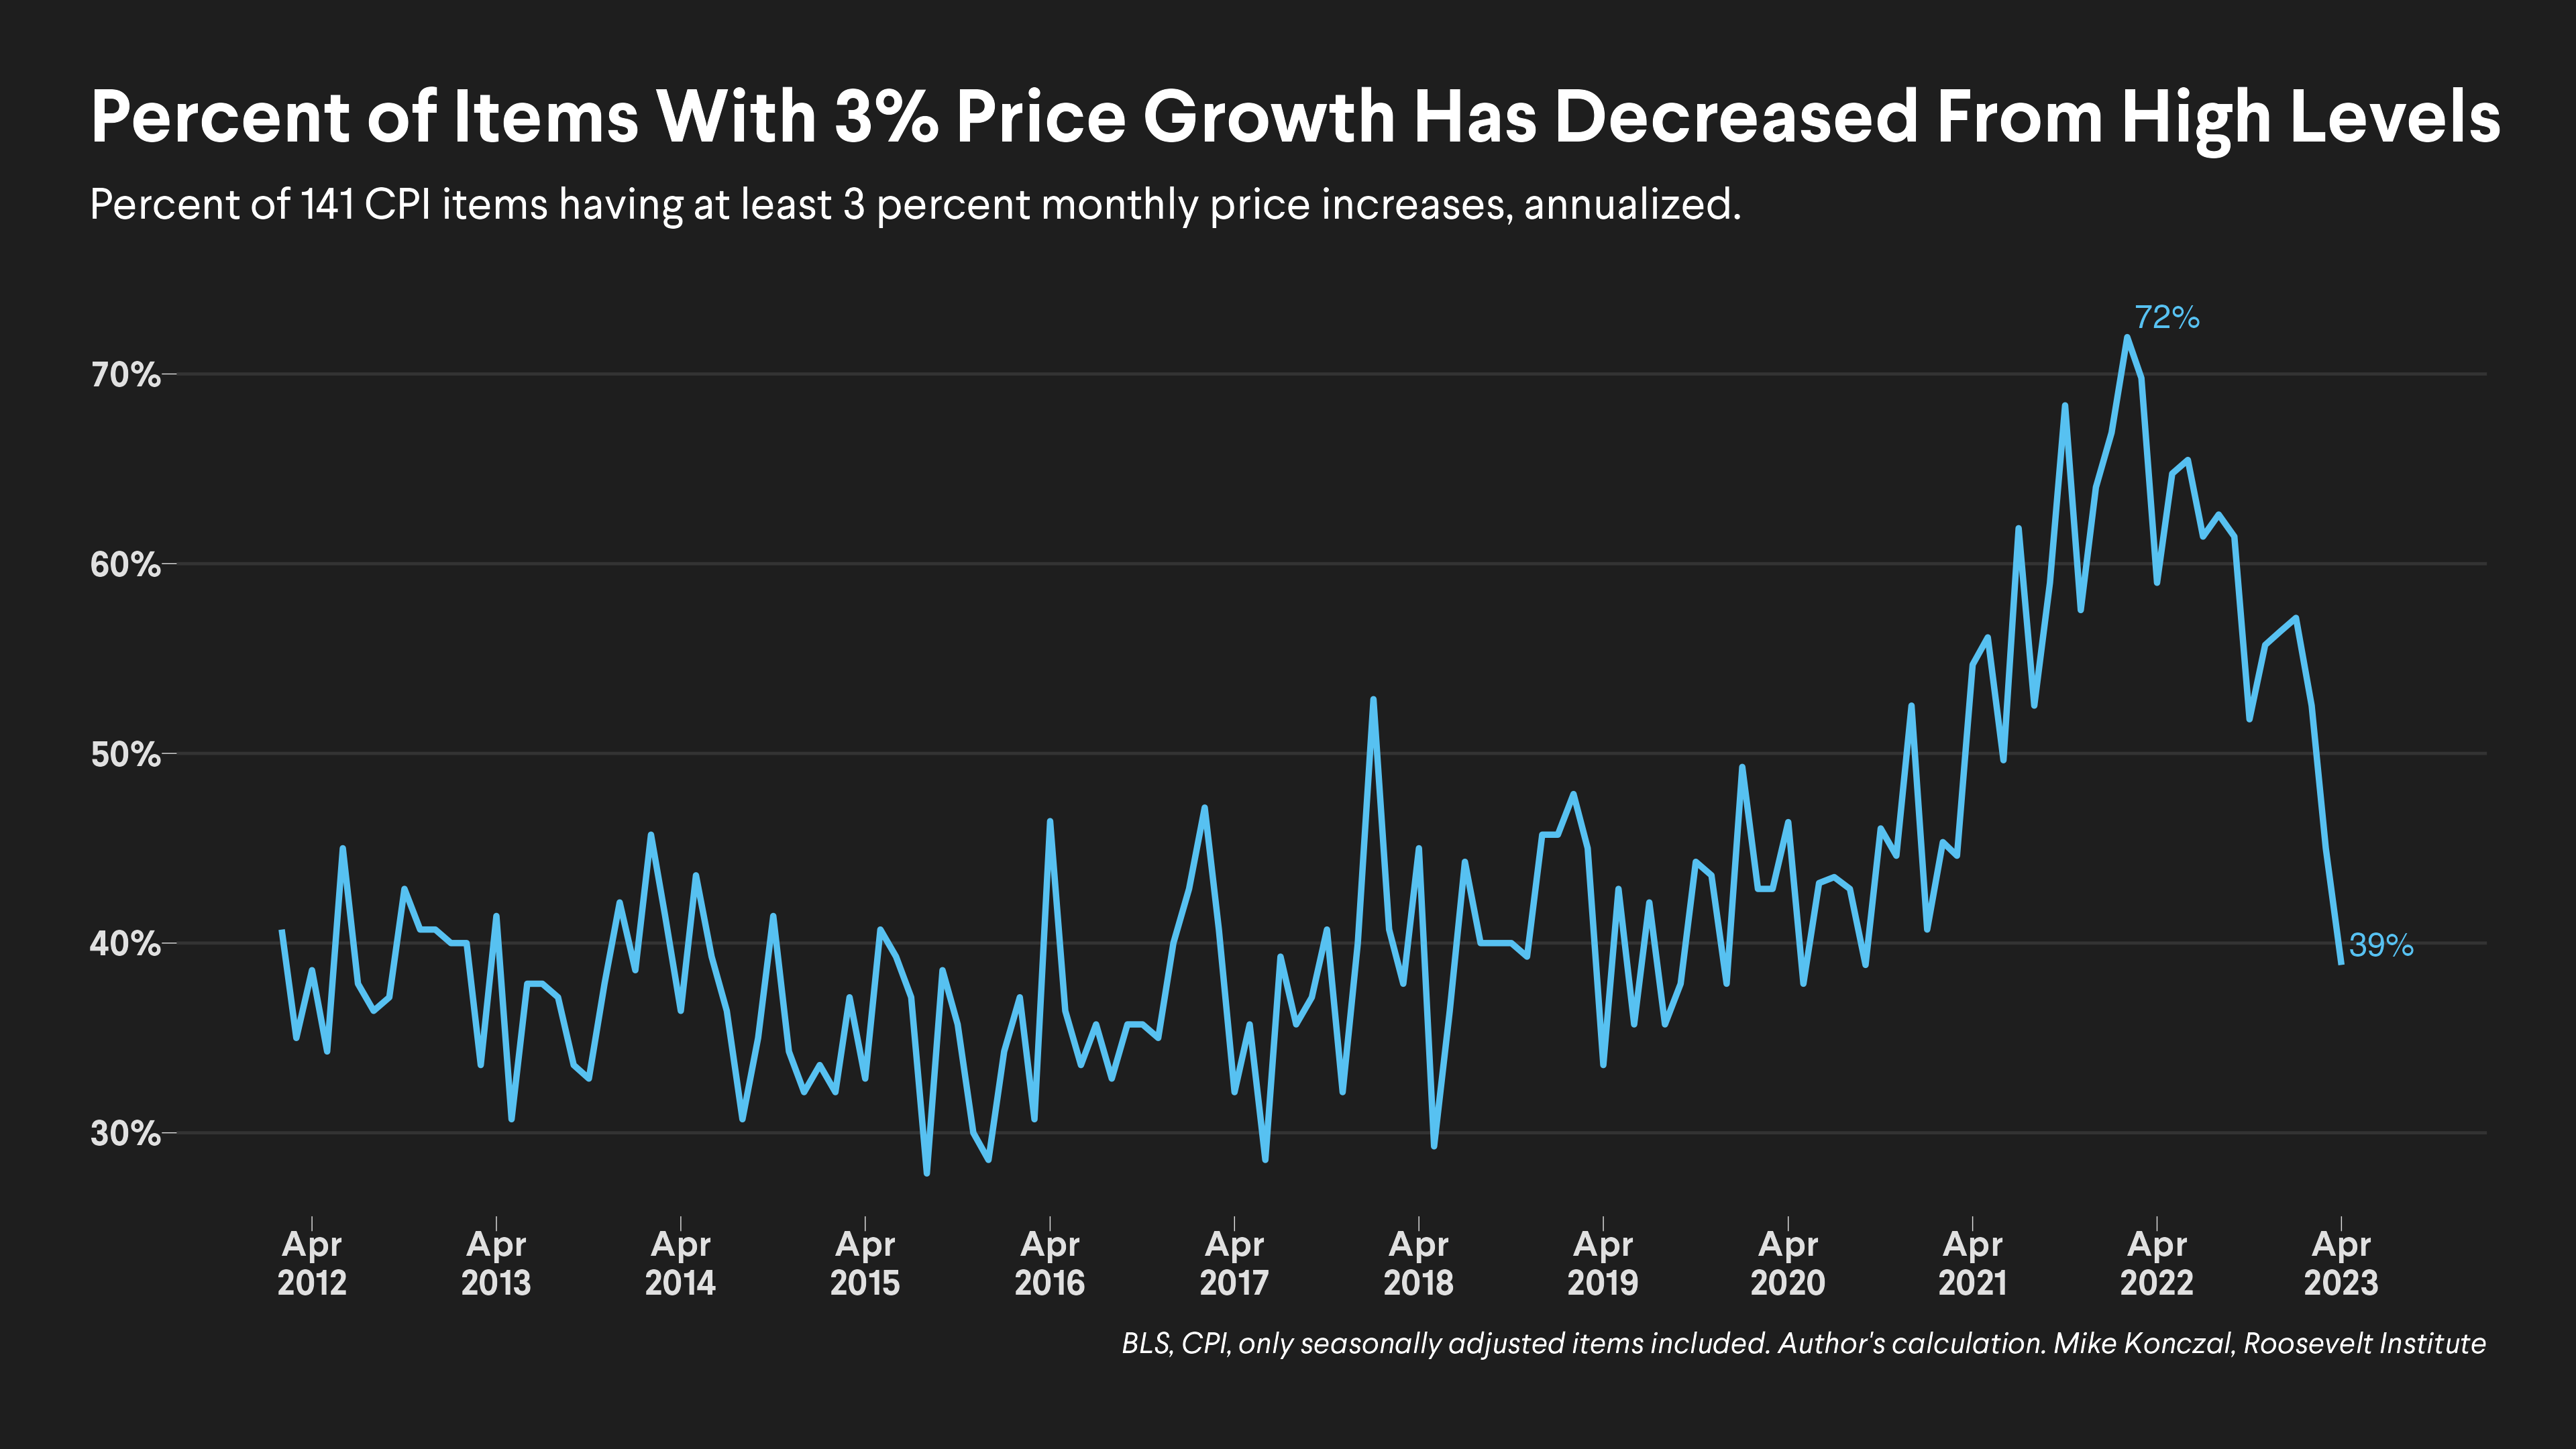 Percent of Items With 3% Price Growth Has Decreased From High Levels
Percent of 141 CPI items having at least 3 percent monthly price increases, annualized.
72%
70%
60%
50%
40%
39%
30%
Apr 2012
Apr 2013
Apr 2014
Apr 2015
Apr 2016
Apr 2017
Apr 2018
Apr 2019
Apr 2020
Apr 2021
Apr 2022
Apr 2023
BLS, CPI, only seasonally adjusted items included. Author's calculation. Mike Konczal, Roosevelt Institute